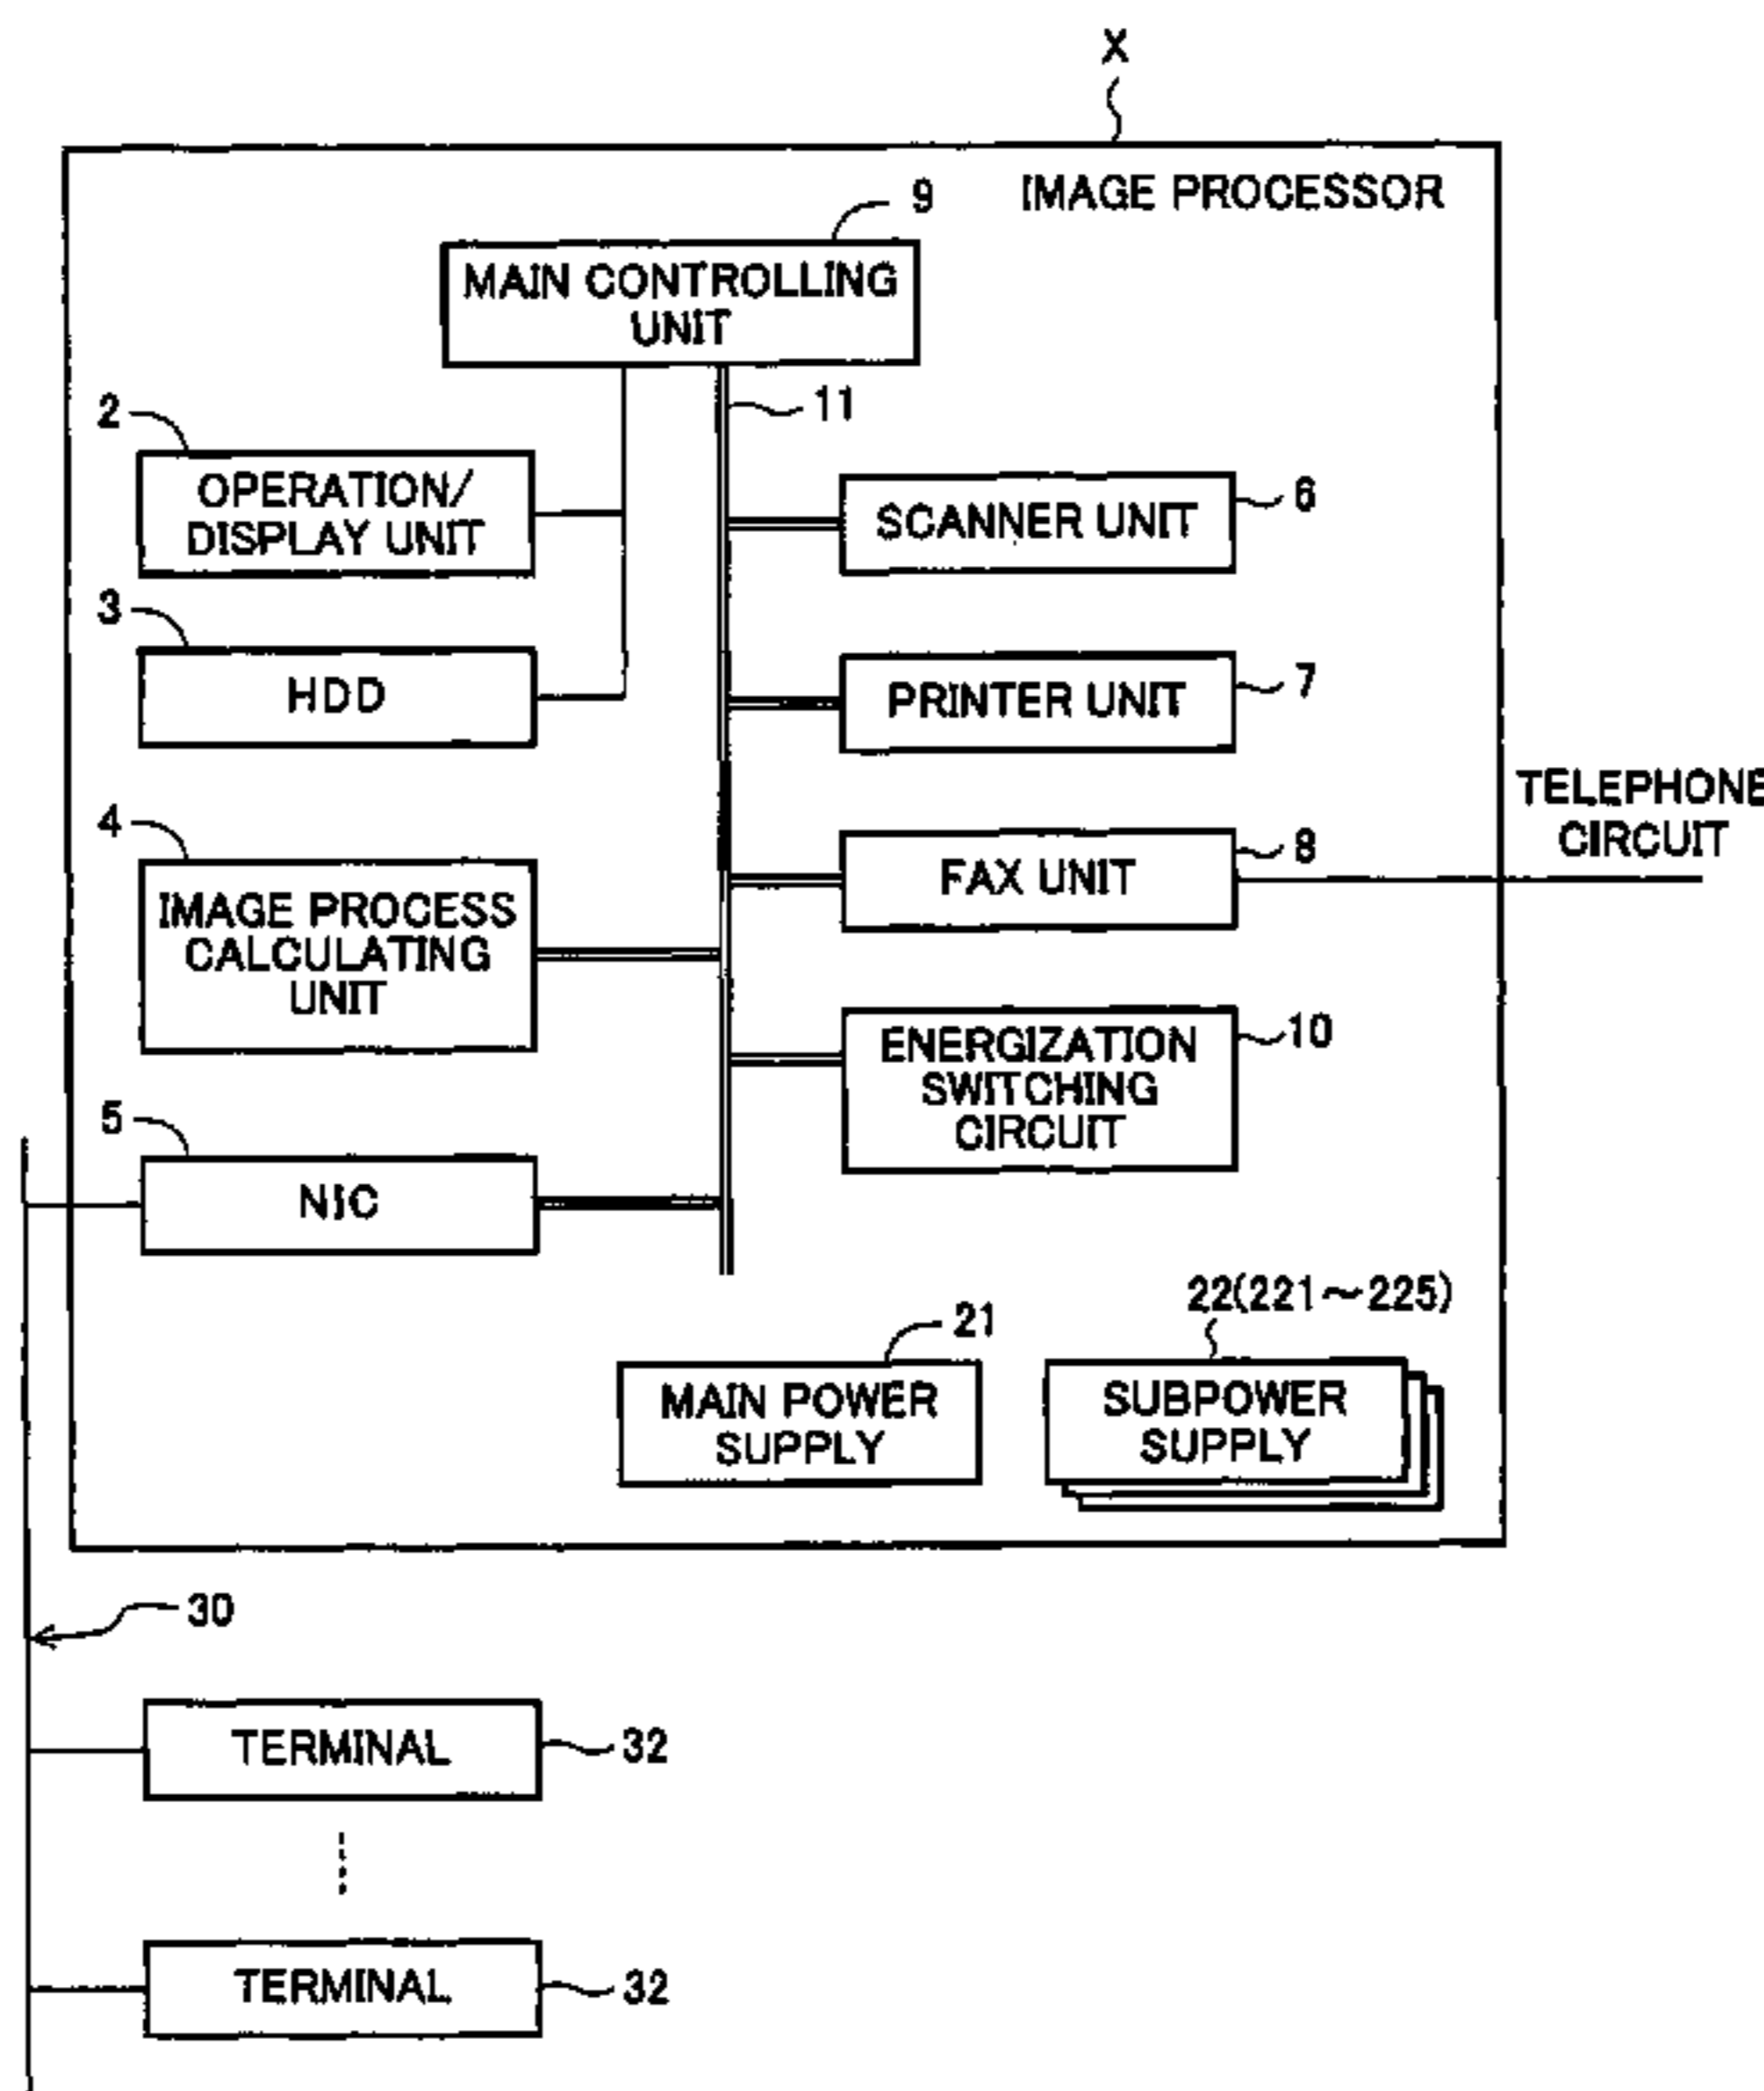 X
IMAGE PROCESSOR
9
MAIN CONTROLLING
UNIT
11
2
OPERATION/
DISPLAY UNIT
6
SCANNER UNIT
3
HDD
7
PRINTER UNIT
TELEPHONE
CIRCUIT
4
IMAGE PROCESS
CALCULATING
UNIT
8
FAX UNIT
10
ENERGIZATION
SWITCHING
CIRCUIT
5
NIC
21
MAIN POWER
SUPPLY
22(221～225)
SUBPOWER
SUPPLY
30
TERMINAL
32
TERMINAL
32